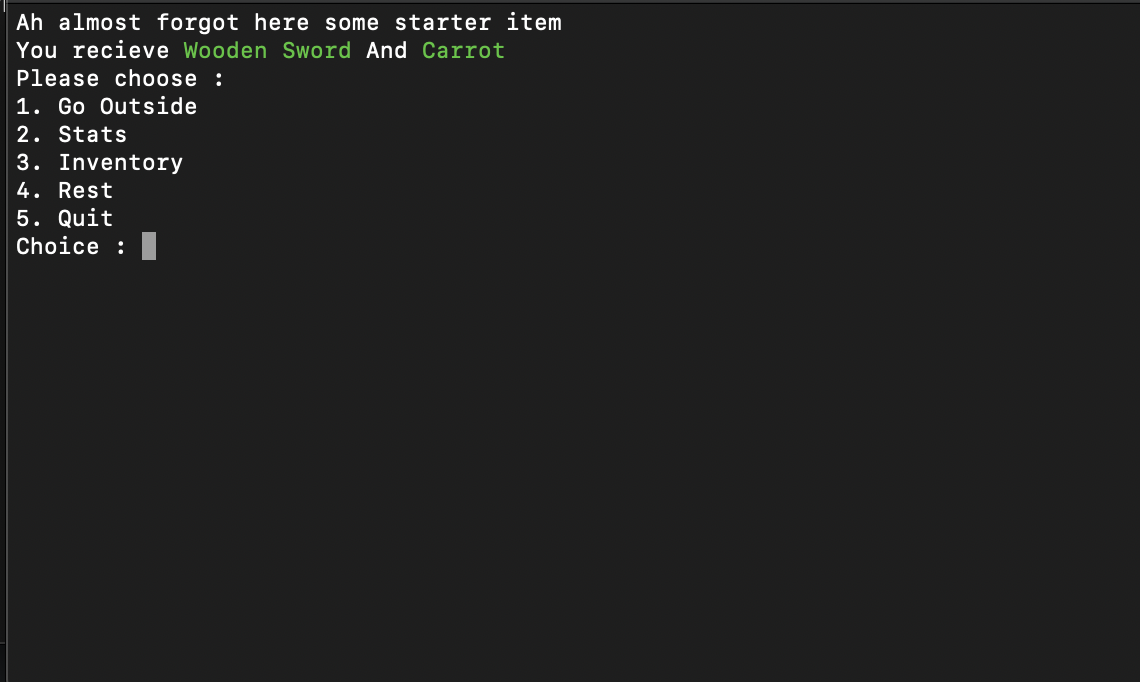 Ah almost forgot here some starter item
You recieve Wooden Sword And Carrot
Please choose :
1. Go Outside
2. Stats
3. Inventory
4. Rest
5. Quit
Choice :